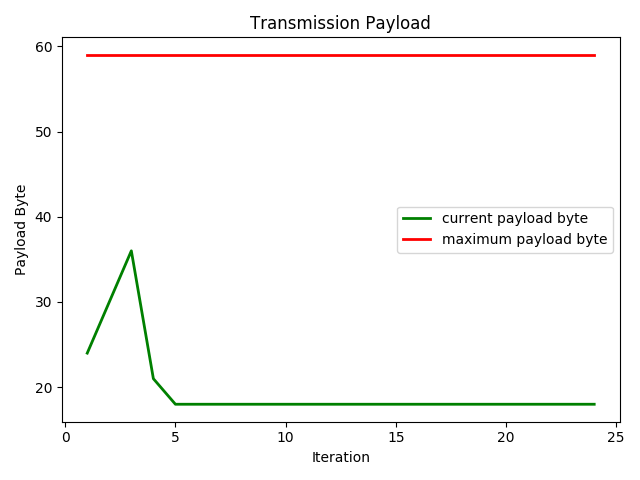 Transmission Payload
60
50
40
30
20
Payload Byte
current payload byte
maximum payload byte
0 5 10 15 20 25
Iteration